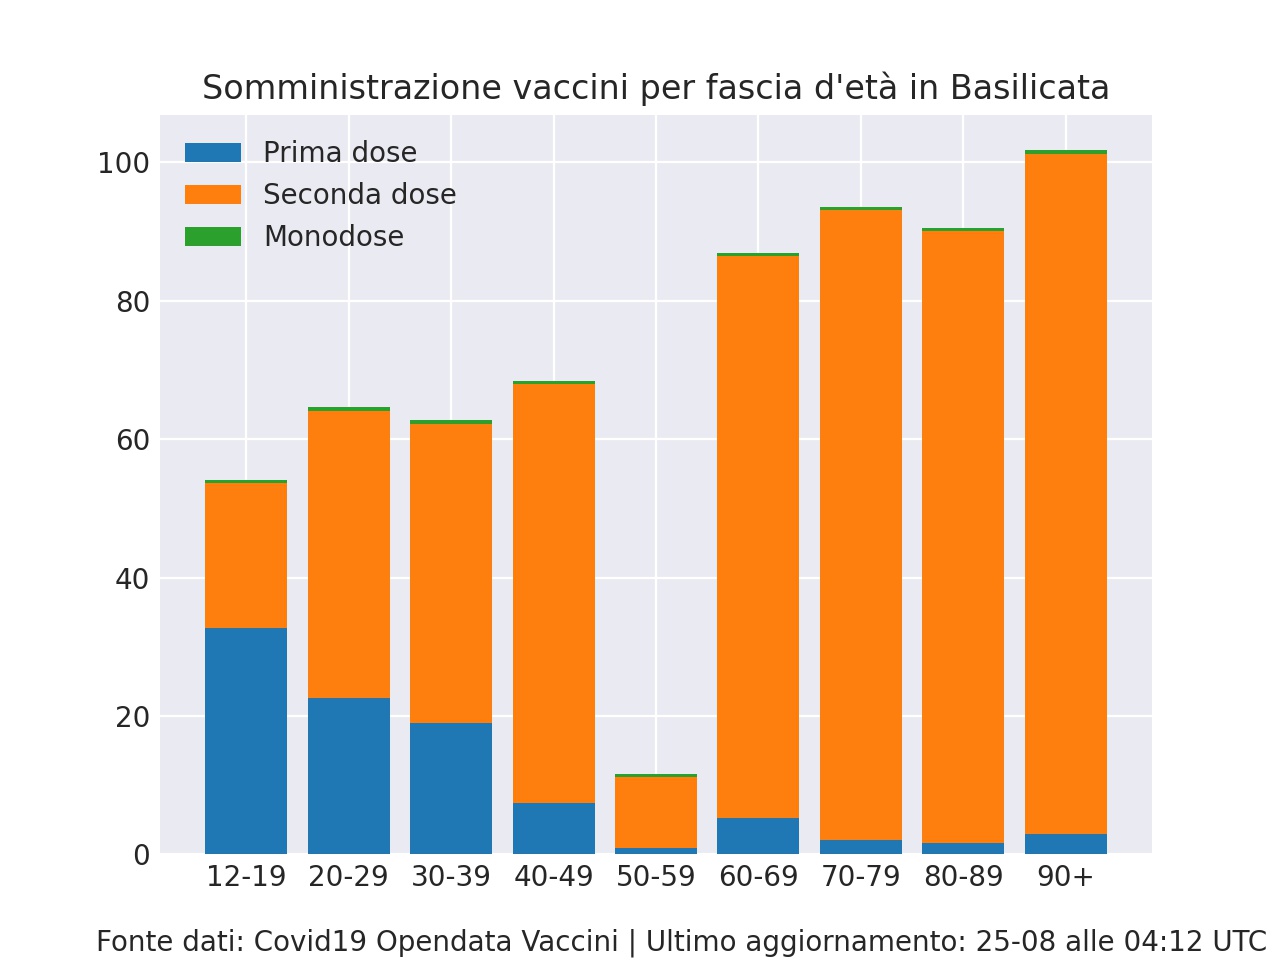 Somministrazione vaccini per fascia d'età in Basilicata
Prima dose
Seconda dose
Monodose
100
80
60
40
20
0
12-19 20-29 30-39 40-49 50-59 60-69 70-79 80-89 90+
Fonte dati: Covid19 Opendata Vaccini | Ultimo aggiornamento: 25-08 alle 04:12 UTC